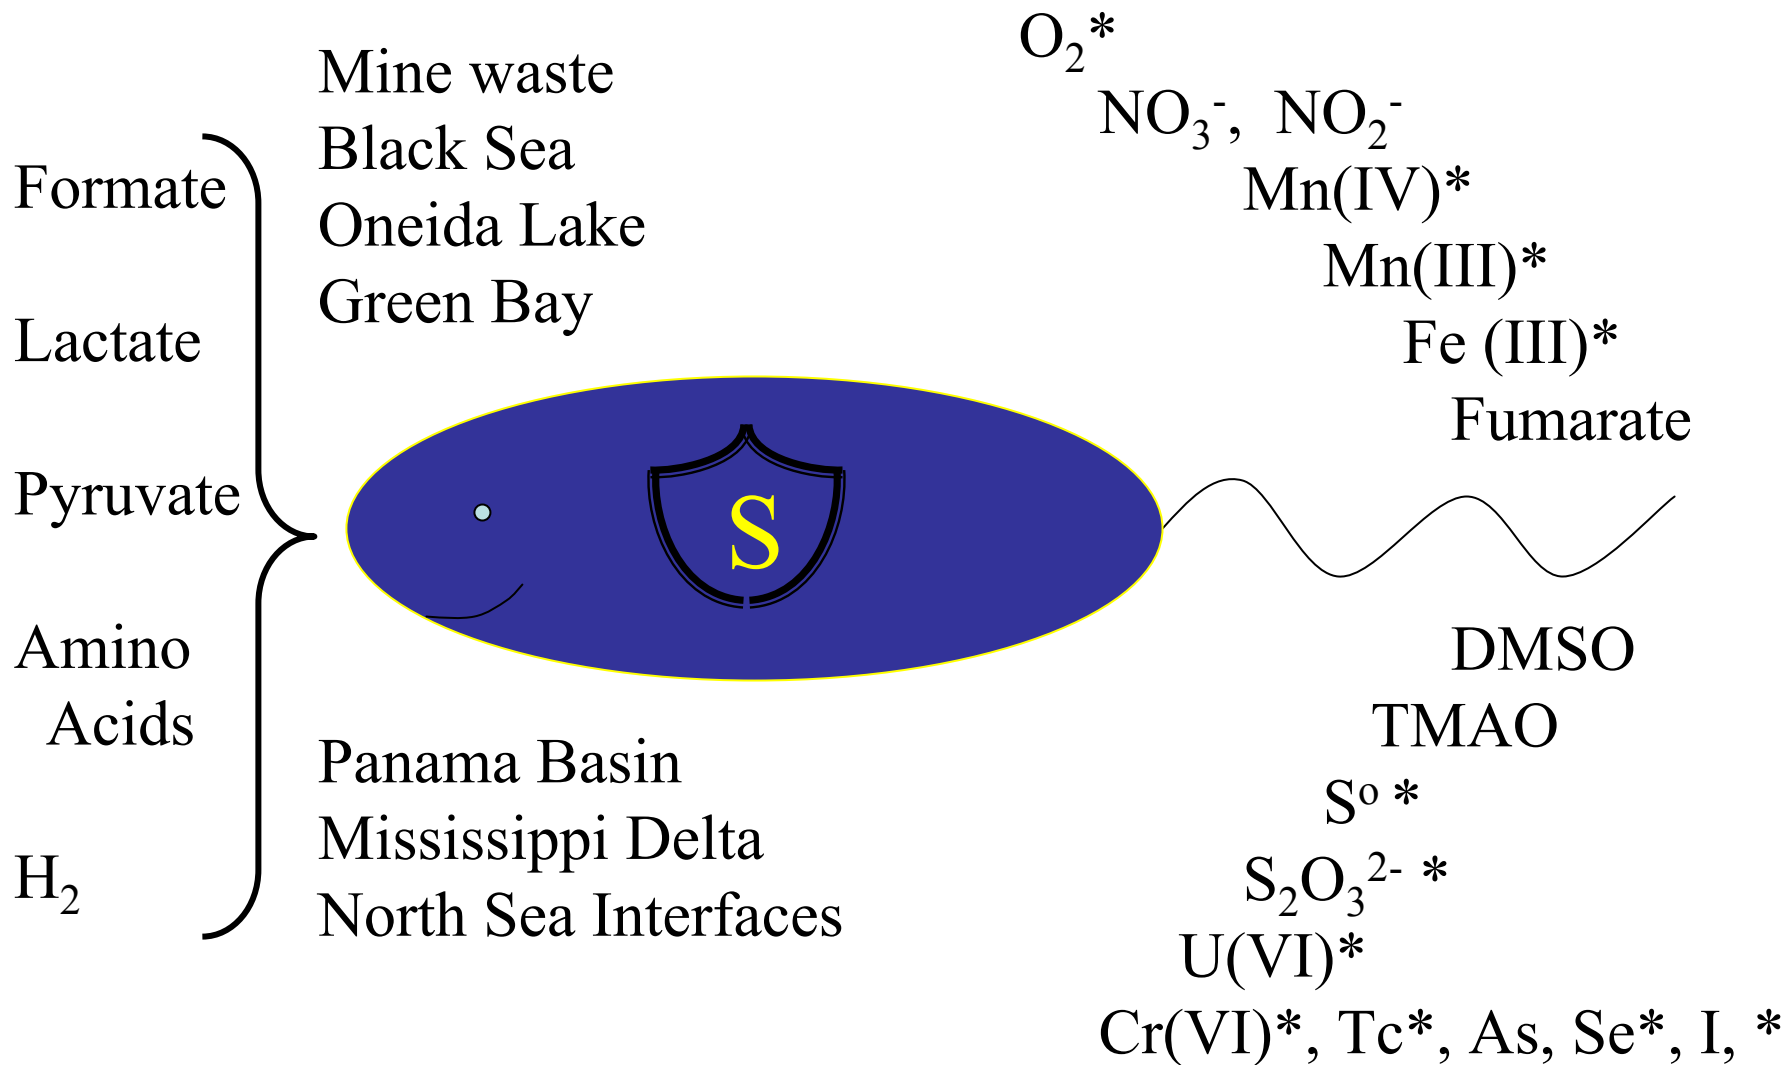 Formate
Lactate
Pyruvate
Amino
Acids
H₂
Mine waste
Black Sea
Oneida Lake
Green Bay
S
Panama Basin
Mississippi Delta
North Sea Interfaces
O₂*
NO₃⁻, NO₂⁻
Mn(IV)*
Mn(III)*
Fe (III)*
Fumarate
DMSO
TMAO
Sº *
S₂O₃²⁻ *
U(VI)*
Cr(VI)*, Tc*, As, Se*, I, *